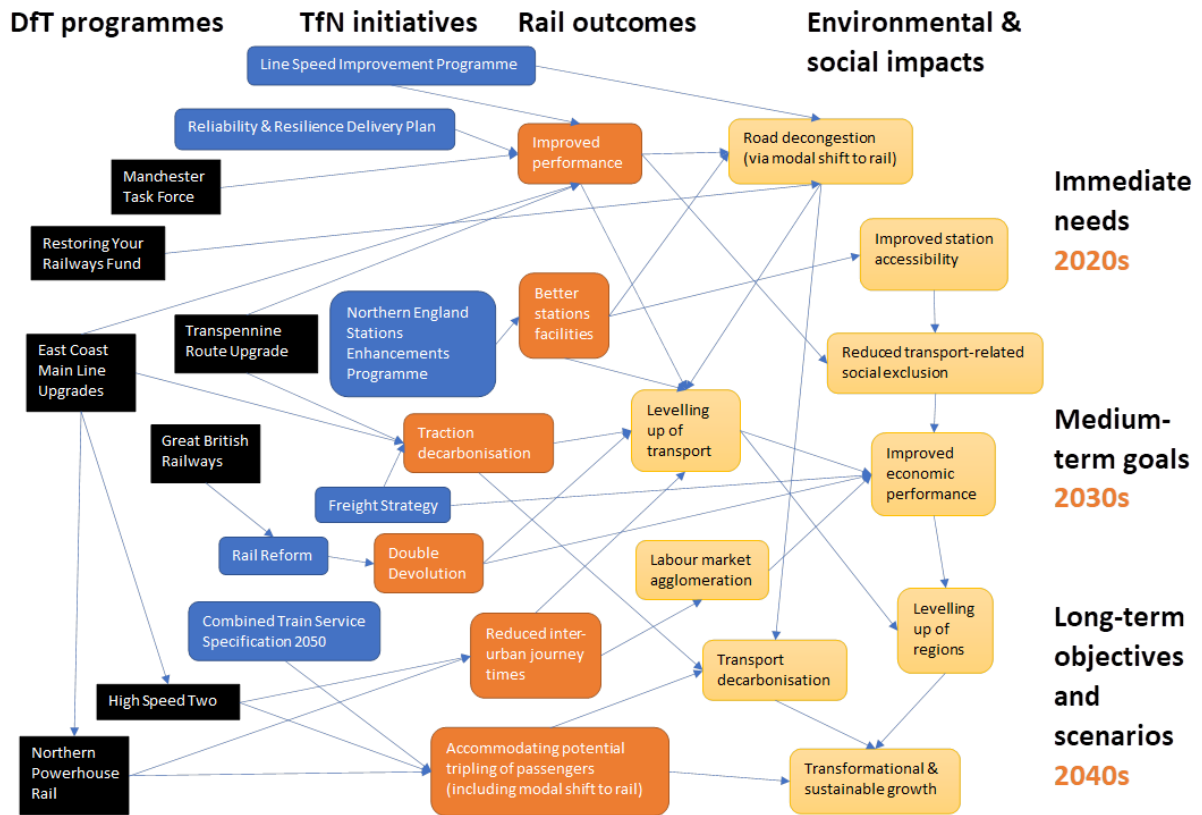 DfT programmes
TfN initiatives
Rail outcomes
Environmental &
social impacts
Line Speed Improvement Programme
Reliability & Resilience Delivery Plan
Improved
performance
Road decongestion
(via modal shift to rail)
Manchester
Task Force
Immediate
needs
2020s
Restoring Your
Railways Fund
Improved station
accessibility
Northern England
Stations
Enhancements
Programme
Better
stations
facilities
Transpennine
Route Upgrade
East Coast
Main Line
Upgrades
Reduced transport-related
social exclusion
Levelling
up of
transport
Traction
decarbonisation
Great British
Railways
Improved
economic
performance
Medium-
term goals
2030s
Freight Strategy
Rail Reform
Double
Devolution
Labour market
agglomeration
Combined Train Service
Specification 2050
Reduced inter-
urban journey
times
Levelling
up of
regions
Transport
decarbonisation
Long-term
objectives
and
scenarios
2040s
High Speed Two
Northern
Powerhouse
Rail
Accommodating potential
tripling of passengers
(including modal shift to rail)
Transformational &
sustainable growth